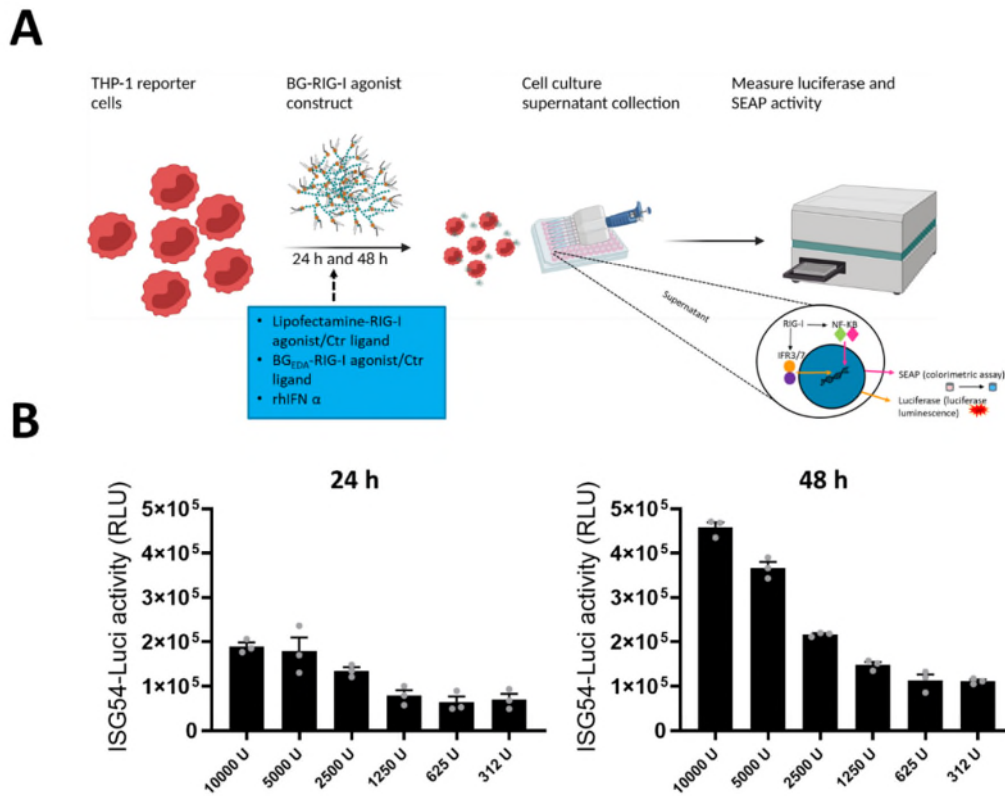 A
THP-1 reporter
cells
BG-RIG-I agonist
construct
Cell culture
supernatant collection
Measure luciferase and
SEAP activity
24 h and 48 h
• Lipofectamine-RIG-I
agonist/Ctr ligand
• BGEDA-RIG-I agonist/Ctr
ligand
• rhIFN α
Supernatant
RIG-I
NF-KB
IFR3/7
SEAP (colorimetric assay)
Luciferase (luciferase
luminescence)
B
24 h
ISG54-Luci activity (RLU)
5×10⁵
4×10⁵
3×10⁵
2×10⁵
1×10⁵
0
10000 U
5000 U
2500 U
1250 U
625 U
312 U
48 h
ISG54-Luci activity (RLU)
5×10⁵
4×10⁵
3×10⁵
2×10⁵
1×10⁵
0
10000 U
5000 U
2500 U
1250 U
625 U
312 U